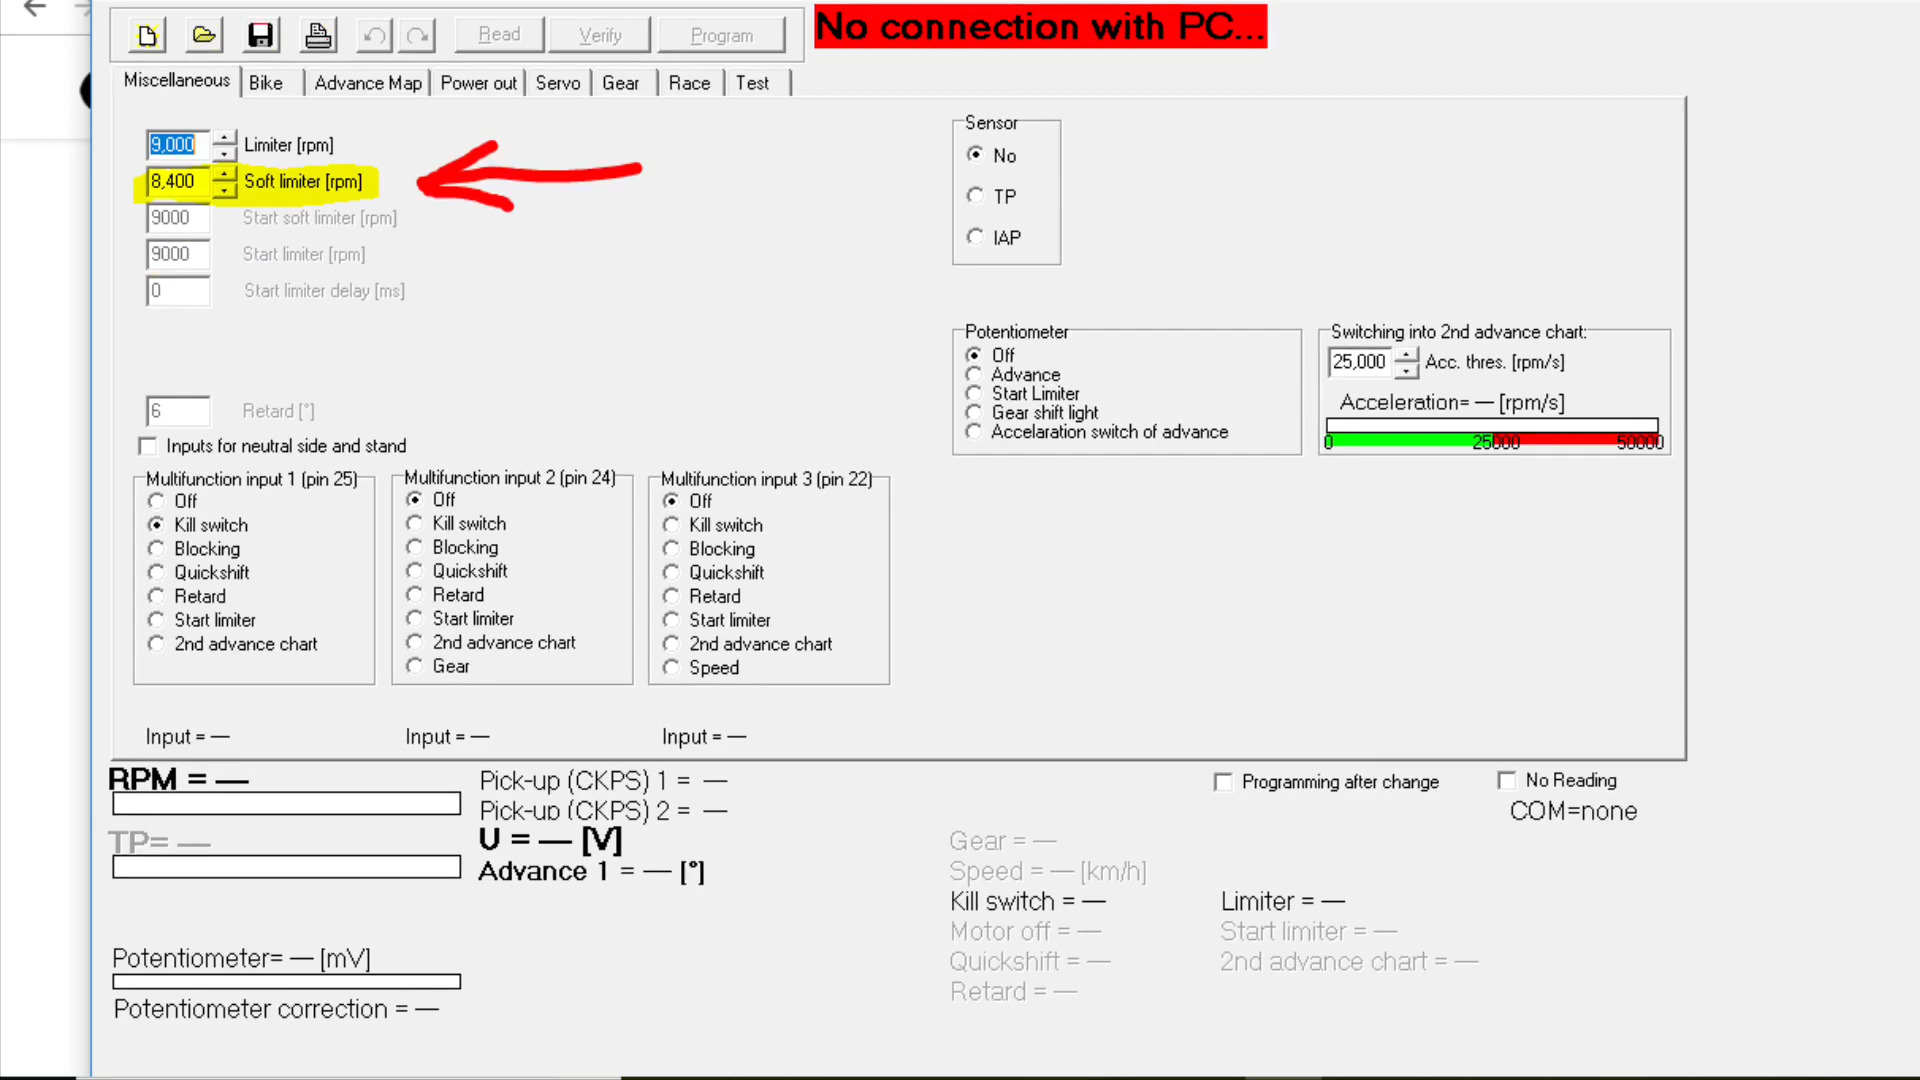 Read Verify Program No connection with PC...
Miscellaneous Bike Advance Map Power out Servo Gear Race Test
9,000 Limiter [rpm]
8,400 Soft limiter [rpm]
9000 Start soft limiter [rpm]
9000 Start limiter [rpm]
0 Start limiter delay [ms]
6 Retard [°]
Inputs for neutral side and stand
Sensor
No
TP
IAP
Potentiometer
Off
Advance
Start Limiter
Gear shift light
Accelaration switch of advance
Switching into 2nd advance chart:
25,000 Acc. thres. [rpm/s]
Acceleration= — [rpm/s]
0 25000 50000
Multifunction input 1 (pin 25)
Off
Kill switch
Blocking
Quickshift
Retard
Start limiter
2nd advance chart
Multifunction input 2 (pin 24)
Off
Kill switch
Blocking
Quickshift
Retard
Start limiter
2nd advance chart
Gear
Multifunction input 3 (pin 22)
Off
Kill switch
Blocking
Quickshift
Retard
Start limiter
2nd advance chart
Speed
Input = — Input = — Input = —
RPM = —
TP= —
Pick-up (CKPS) 1 = —
Pick-up (CKPS) 2 = —
U = — [V]
Advance 1 = — [°]
Potentiometer= — [mV]
Potentiometer correction = —
Programming after change No Reading
COM=none
Gear = —
Speed = — [km/h]
Kill switch = —
Motor off = —
Quickshift = —
Retard = —
Limiter = —
Start limiter = —
2nd advance chart = —